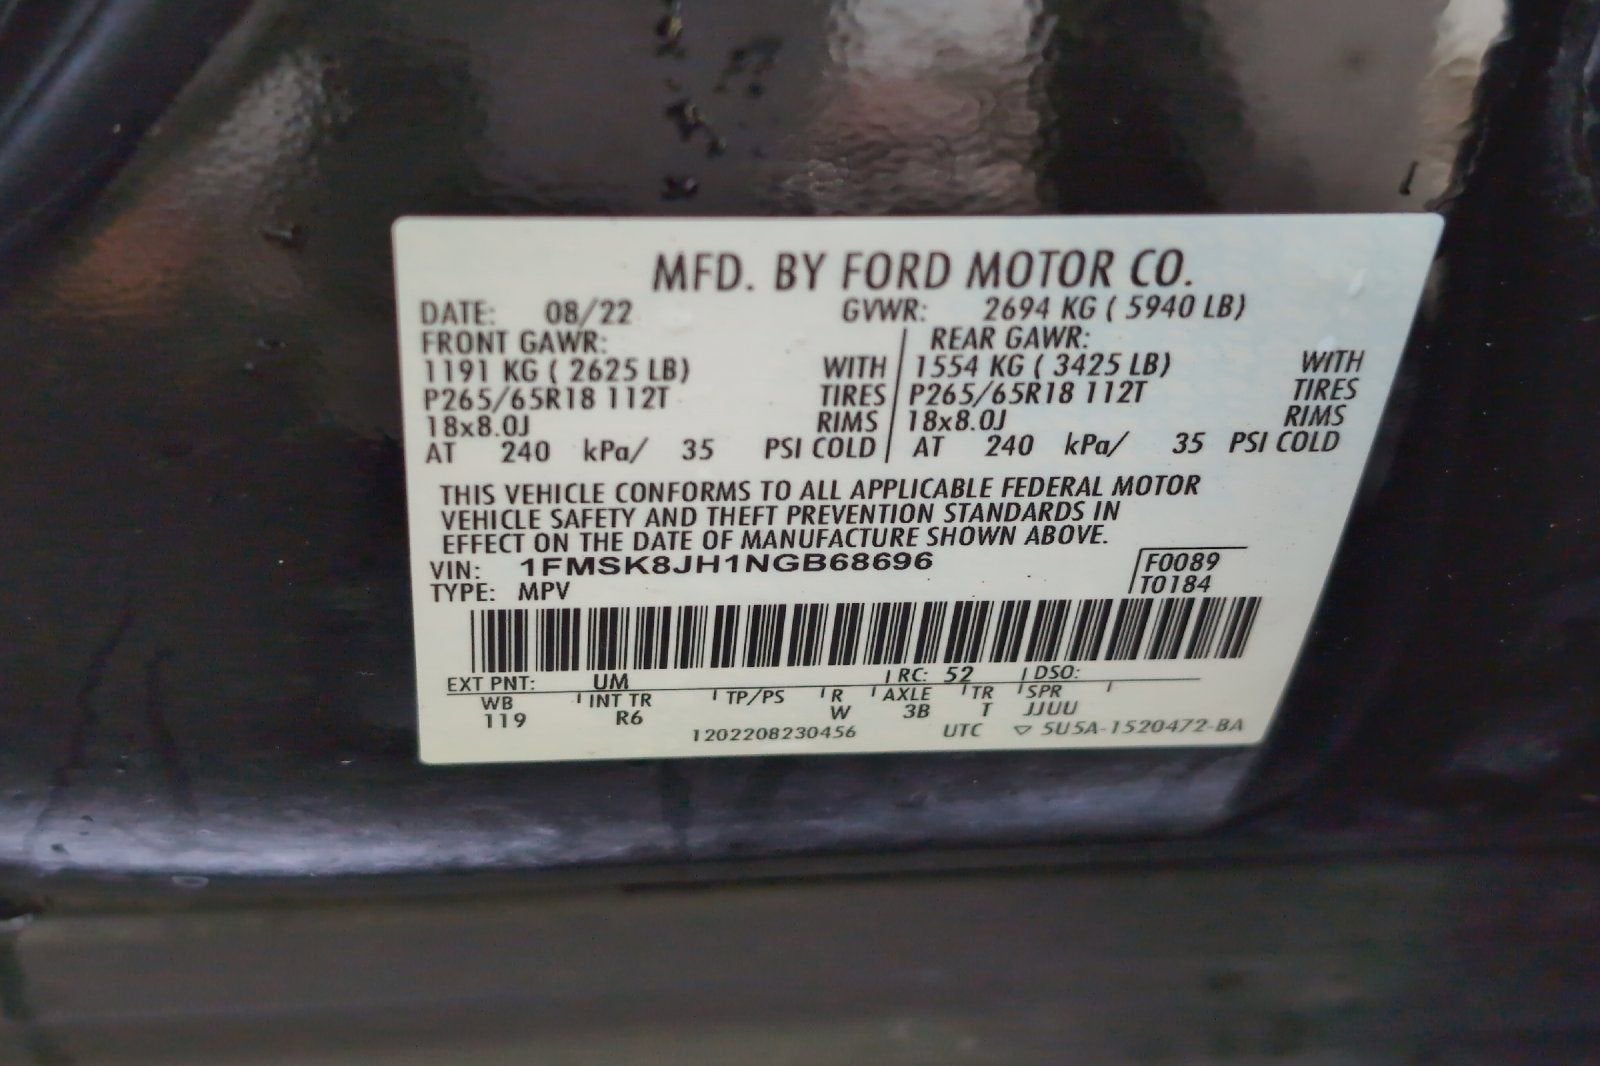 MFD. BY FORD MOTOR CO.
DATE: 08/22 GVWR: 2694 KG ( 5940 LB)
FRONT GAWR: REAR GAWR:
1191 KG ( 2625 LB) WITH 1554 KG ( 3425 LB) WITH
P265/65R18 112T TIRES P265/65R18 112T TIRES
18x8.0J RIMS 18x8.0J RIMS
AT 240 kPa/ 35 PSI COLD AT 240 kPa/ 35 PSI COLD
THIS VEHICLE CONFORMS TO ALL APPLICABLE FEDERAL MOTOR
VEHICLE SAFETY AND THEFT PREVENTION STANDARDS IN
EFFECT ON THE DATE OF MANUFACTURE SHOWN ABOVE.
VIN: 1FMSK8JH1NGB68696 F0089
TYPE: MPV T0184
EXT PNT: UM RC: 52 DSO:
WB INT TR TP/PS R AXLE TR SPR
119 R6 W 3B T JJUU
1202208230456 UTC ▽ 5U5A-1520472-BA